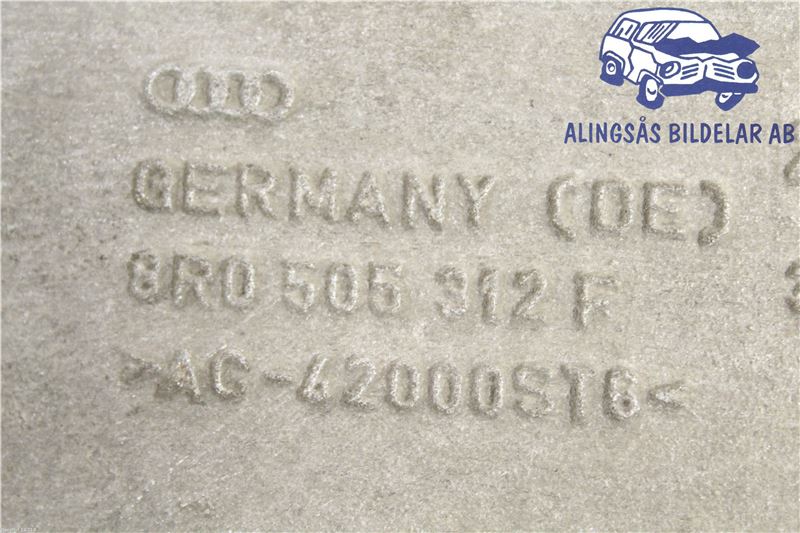 ALINGSÅS BILDELAR AB
GERMANY (DE)
8R0 505 312 F
>AC-42000ST6<